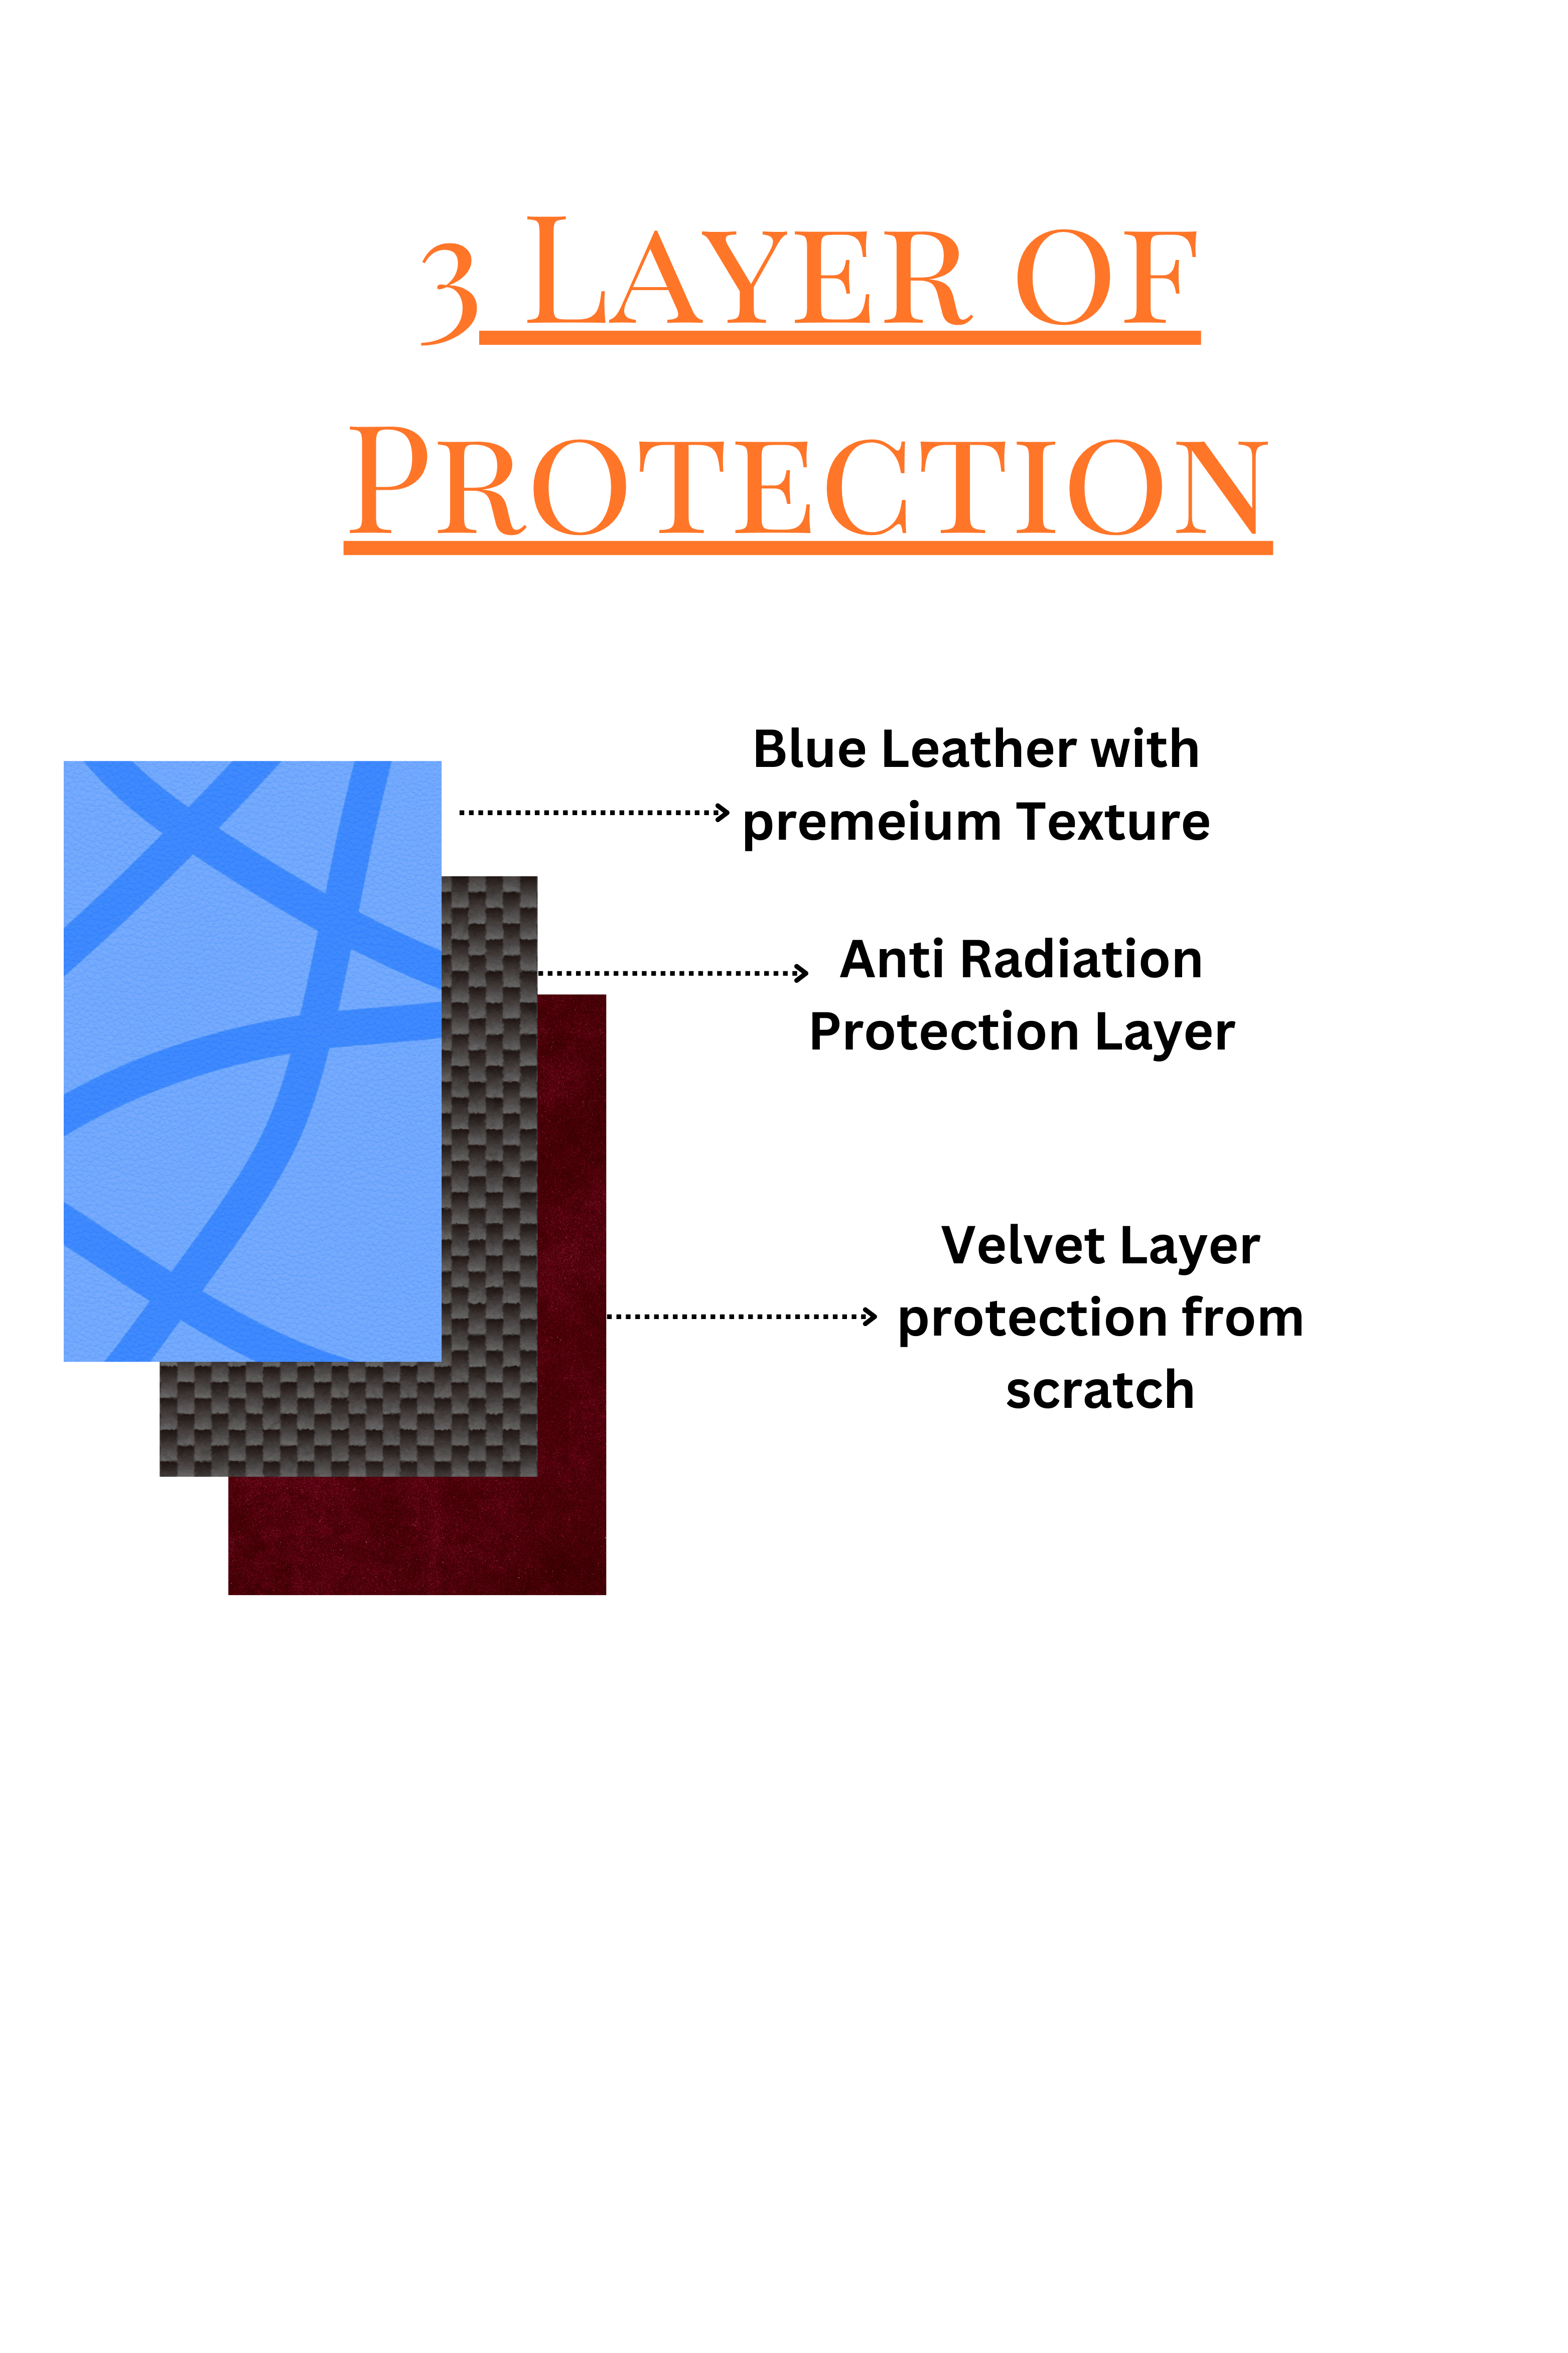 3 Layer of
Protection
Blue Leather with
premeium Texture
Anti Radiation
Protection Layer
Velvet Layer
protection from
scratch